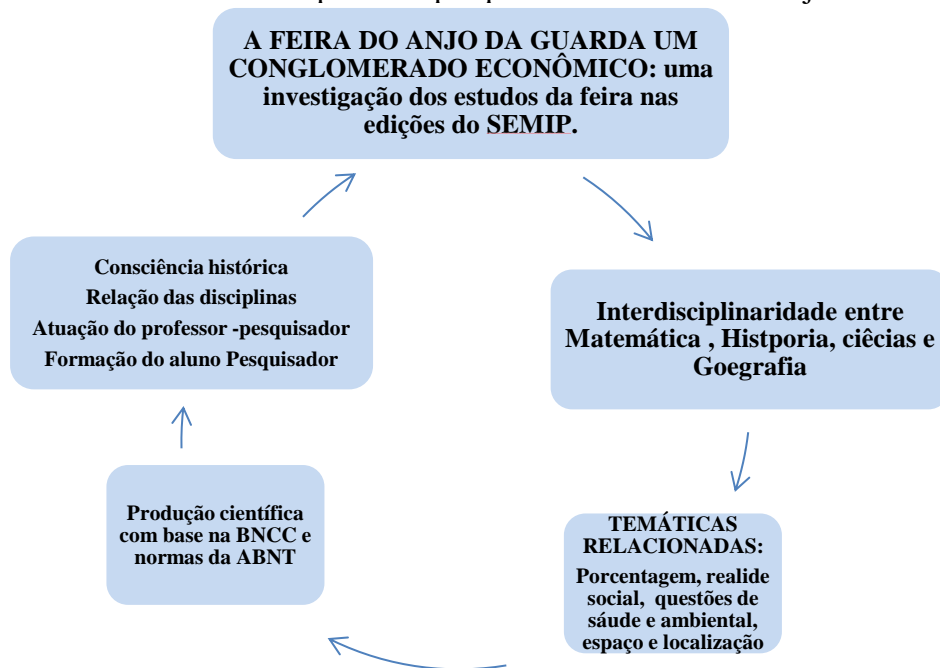 A FEIRA DO ANJO DA GUARDA UM
CONGLOMERADO ECONÔMICO: uma
investigação dos estudos da feira nas
edições do SEMIP.
Interdisciplinaridade entre
Matemática , Histporia, ciêcias e
Goegrafia
TEMÁTICAS
RELACIONADAS:
Porcentagem, realide
social, questões de
sáude e ambiental,
espaço e localização
Produção científica
com base na BNCC e
normas da ABNT
Consciência histórica
Relação das disciplinas
Atuação do professor -pesquisador
Formação do aluno Pesquisador